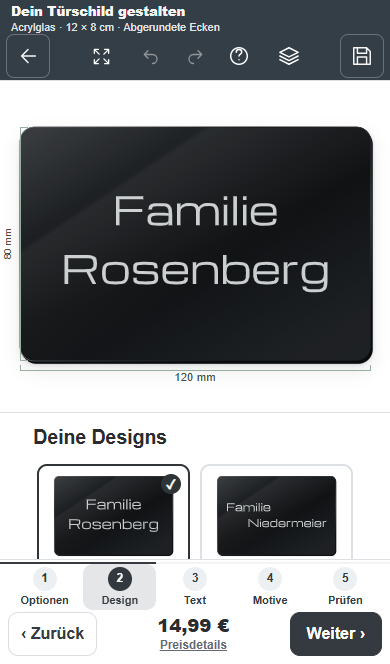 Dein Türschild gestalten
Acrylglas · 12 × 8 cm · Abgerundete Ecken
Familie
Rosenberg
80 mm
120 mm
Deine Designs
Familie
Rosenberg
Familie
Niedermeier
1 2 3 4 5
Optionen Design Text Motive Prüfen
‹ Zurück
14,99 €
Preisdetails
Weiter ›